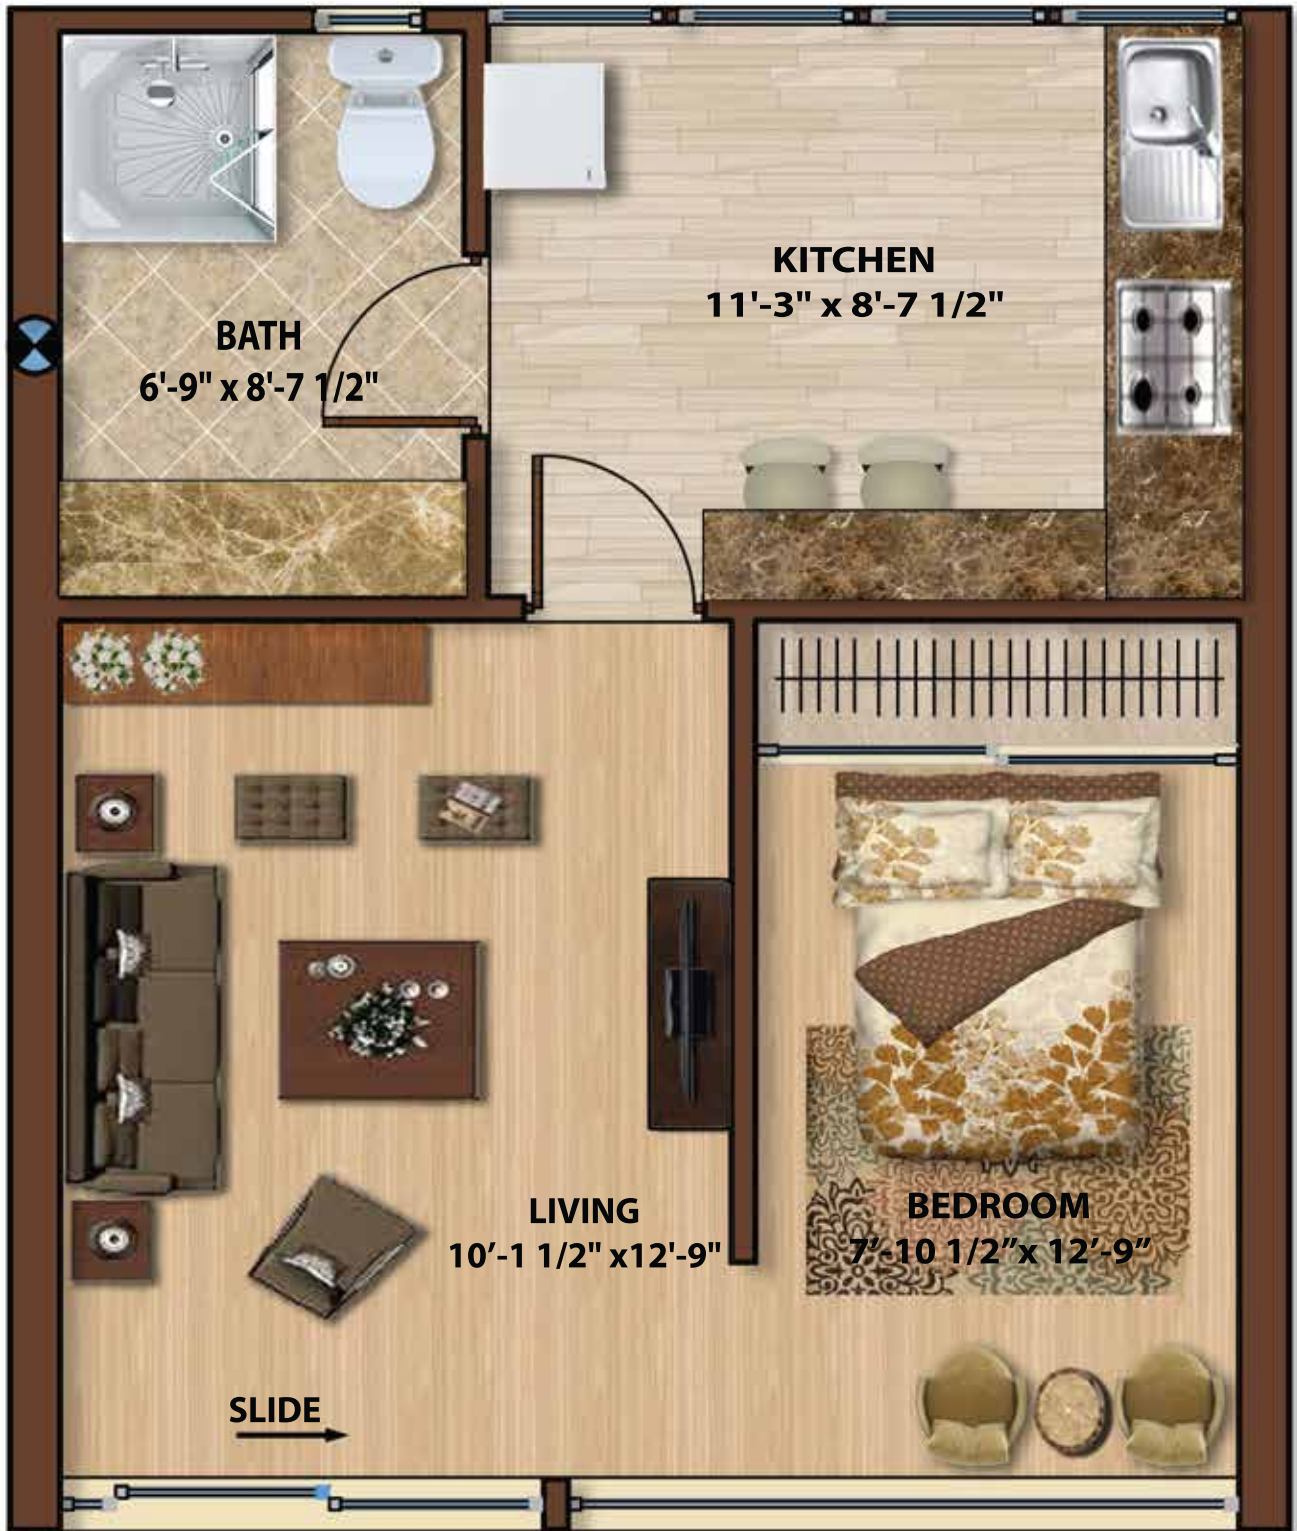 KITCHEN
11'-3" x 8'-7 1/2"
BATH
6'-9" x 8'-7 1/2"
LIVING
10’-1 1/2" x12'-9"
BEDROOM
7’-10 1/2”x 12’-9”
SLIDE